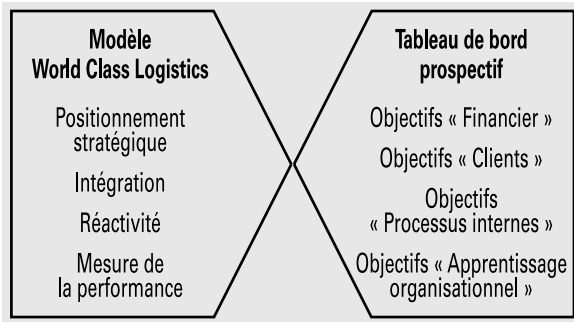 Modèle
World Class Logistics
Positionnement
stratégique
Intégration
Réactivité
Mesure de
la performance
Tableau de bord
prospectif
Objectifs « Financier »
Objectifs « Clients »
Objectifs
« Processus internes »
Objectifs « Apprentissage
organisationnel »